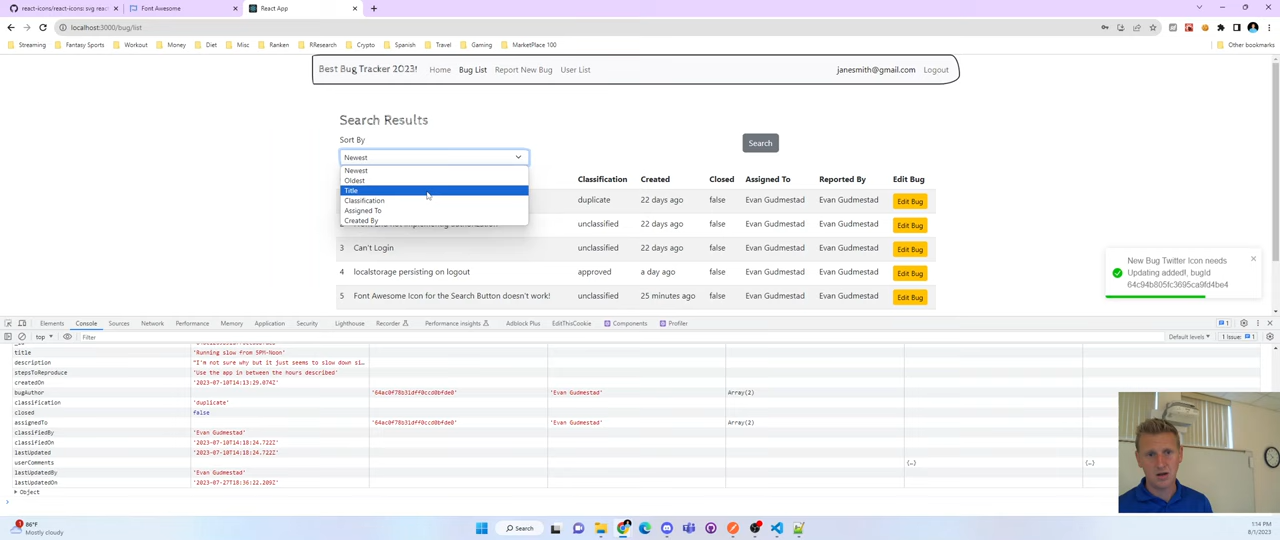 react-icons/react-icons: svg reac
Font Awesome
React App
localhost:3000/bug/list
Streaming
Fantasy Sports
Workout
Money
Diet
Misc
Ranken
RResearch
Crypto
Spanish
Travel
Gaming
MarketPlace 100
Other bookmarks
Best Bug Tracker 2023!
Home
Bug List
Report New Bug
User List
janesmith@gmail.com
Logout
Search Results
Sort By
Newest
Search
Newest
Oldest
Title
Classification
Assigned To
Created By
Classification Created Closed Assigned To Reported By Edit Bug
duplicate 22 days ago false Evan Gudmestad Evan Gudmestad Edit Bug
unclassified 22 days ago false Evan Gudmestad Evan Gudmestad Edit Bug
3 Can't Login unclassified 22 days ago false Evan Gudmestad Evan Gudmestad Edit Bug
4 localstorage persisting on logout approved a day ago false Evan Gudmestad Evan Gudmestad Edit Bug
5 Font Awesome Icon for the Search Button doesn't work! unclassified 25 minutes ago false Evan Gudmestad Evan Gudmestad Edit Bug
New Bug Twitter Icon needs
Updating added!, bugId
64c94b805fc3695ca9fd4be4
Elements Console Sources Network Performance Memory Application Security Lighthouse Recorder Performance insights Adblock Plus EditThisCookie Components Profiler 1
top Filter Default levels 1 Issue: 1
title 'Running slow from 5PM-Noon'
description "I'm not sure why but it just seems to slow down si…
stepsToReproduce 'Use the app in between the hours described'
createdOn '2023-07-10T14:13:29.074Z'
bugAuthor '64ac0f78b31dff0ccd0bfde0' 'Evan Gudmestad' Array(2)
classification 'duplicate'
closed false
assignedTo '64ac0f78b31dff0ccd0bfde0' 'Evan Gudmestad' Array(2)
classifiedBy 'Evan Gudmestad'
classifiedOn '2023-07-10T14:18:24.722Z'
lastUpdated '2023-07-10T14:18:24.722Z'
userComments {…} {…}
lastUpdatedBy 'Evan Gudmestad'
lastUpdatedOn '2023-07-27T18:36:22.209Z'
Object
86°F
Mostly cloudy
Search
1:14 PM
8/1/2023